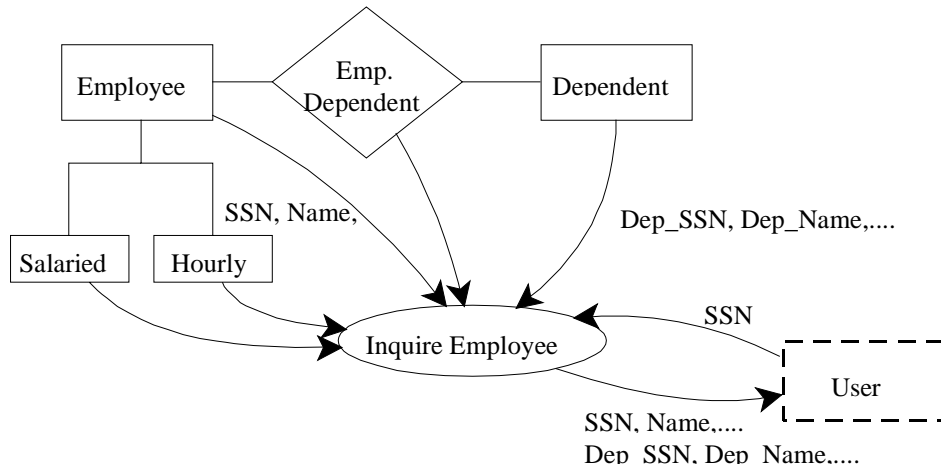 Emp.
Dependent
Employee
Dependent
SSN, Name,
Dep_SSN, Dep_Name,....
Salaried
Hourly
SSN
Inquire Employee
User
SSN, Name,....
Dep_SSN, Dep_Name,....